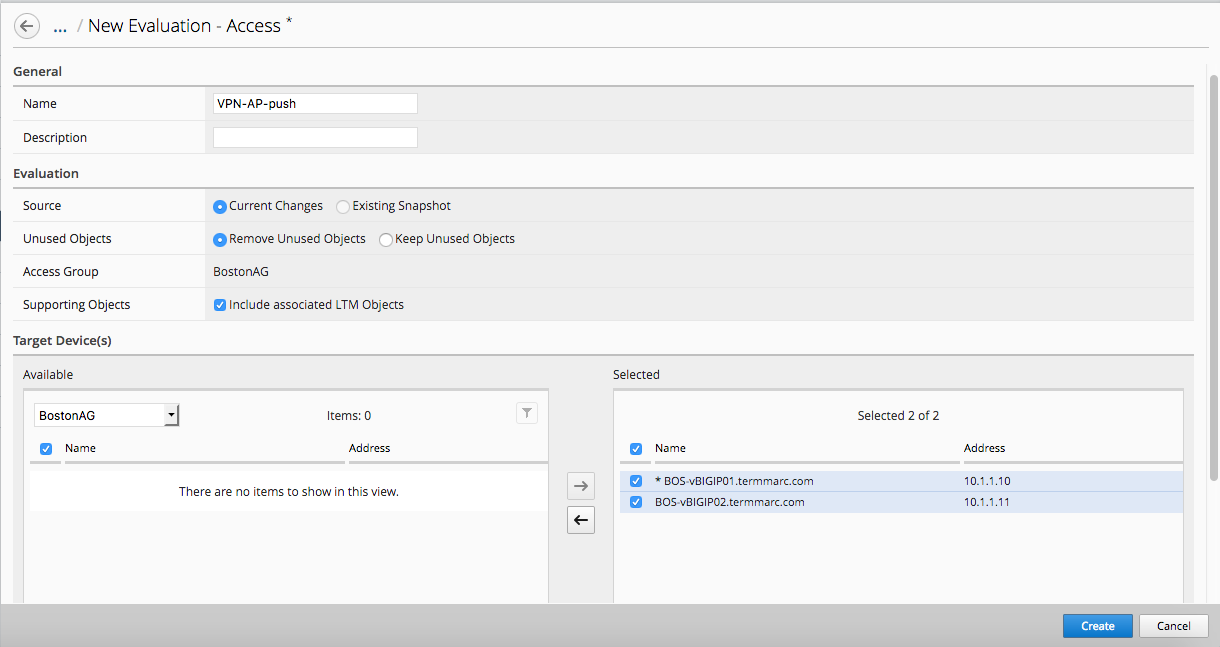 ... / New Evaluation - Access *
General
Name VPN-AP-push
Description
Evaluation
Source Current Changes Existing Snapshot
Unused Objects Remove Unused Objects Keep Unused Objects
Access Group BostonAG
Supporting Objects Include associated LTM Objects
Target Device(s)
Available Selected
BostonAG Items: 0 Selected 2 of 2
Name Address Name Address
There are no items to show in this view. * BOS-vBIGIP01.termmarc.com 10.1.1.10
BOS-vBIGIP02.termmarc.com 10.1.1.11
Create Cancel